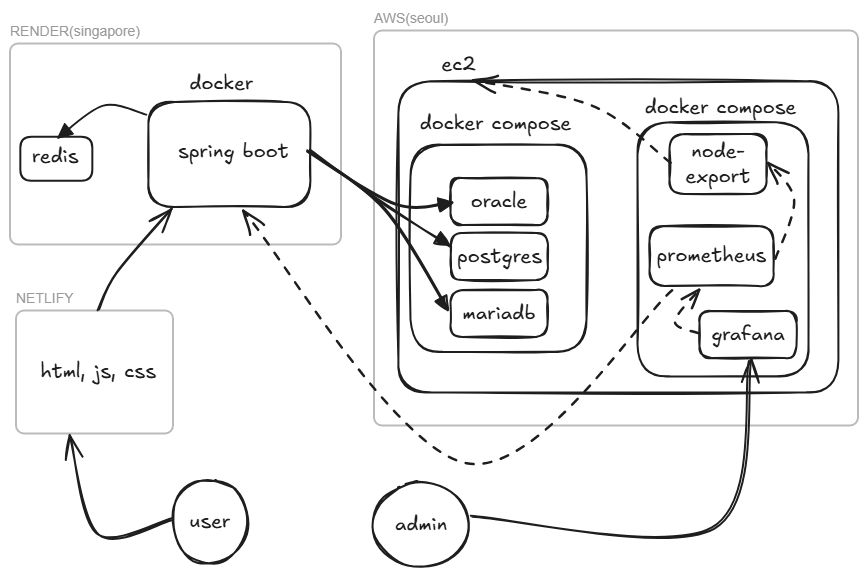 RENDER(singapore)
docker
redis
spring boot
NETLIFY
html, js, css
user
AWS(seoul)
ec2
docker compose
oracle
postgres
mariadb
docker compose
node-
export
prometheus
grafana
admin